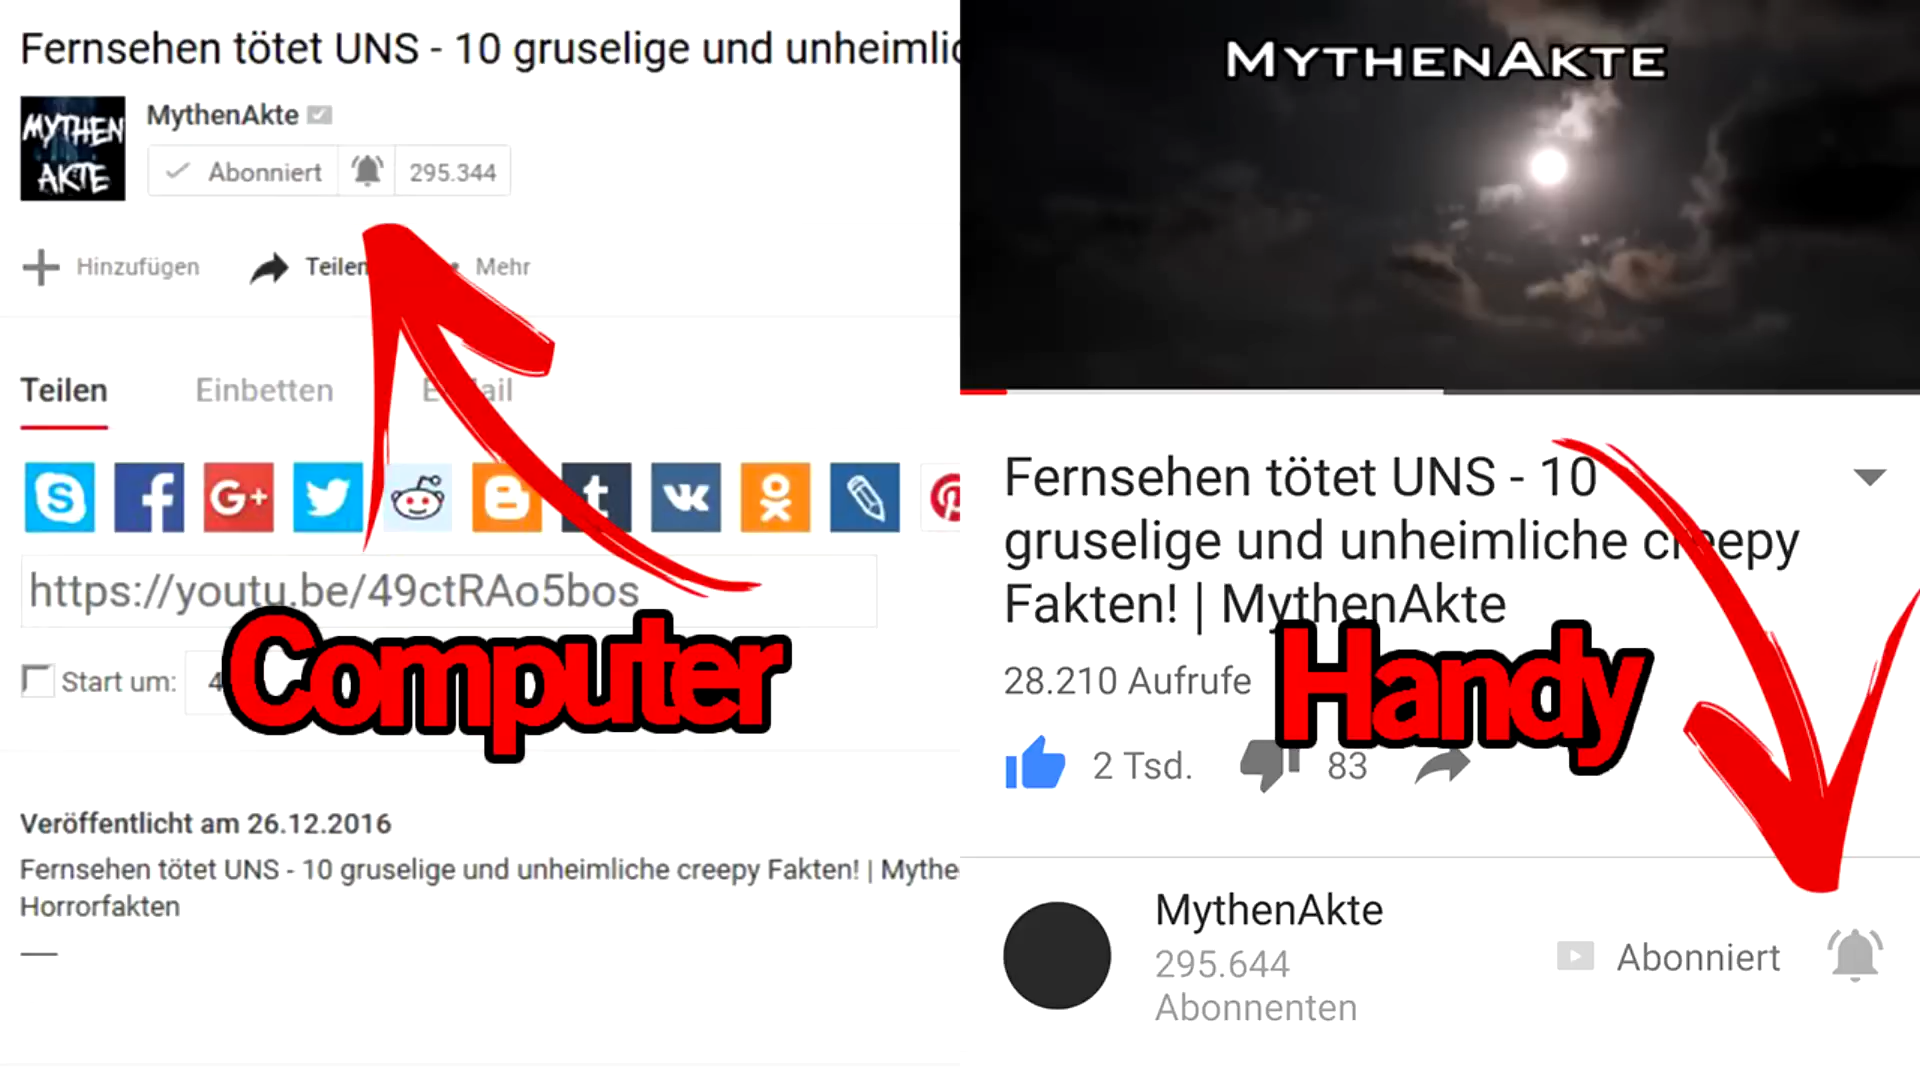 Fernsehen tötet UNS - 10 gruselige und unheimlic
MYTHEN
AKTE
MythenAkte
Abonniert
295.344
Hinzufügen
Teilen
Mehr
Teilen
Einbetten
G+
t
https://youtu.be/49ctRAo5bos
Start um:
4
Computer
Veröffentlicht am 26.12.2016
Fernsehen tötet UNS - 10 gruselige und unheimliche creepy Fakten! | Mythe
Horrorfakten
—
MYTHENAKTE
Fernsehen tötet UNS - 10
gruselige und unheimliche creepy
Fakten! | MythenAkte
28.210 Aufrufe
Handy
2 Tsd.
83
MythenAkte
295.644
Abonnenten
Abonniert